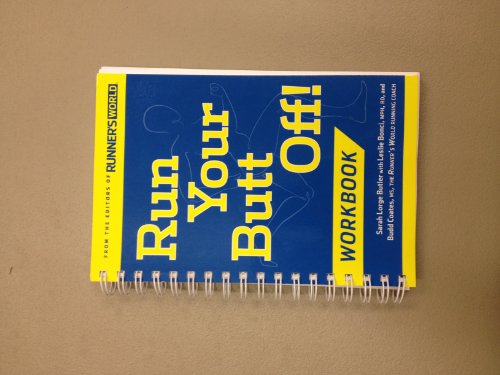 FROM THE EDITORS OF RUNNER'S WORLD
Run
Your
Butt
Off!
WORKBOOK
Sarah Lorge Butler with Leslie Bonci, MPH, RD, and
Budd Coates, MS, THE RUNNER'S WORLD RUNNING COACH